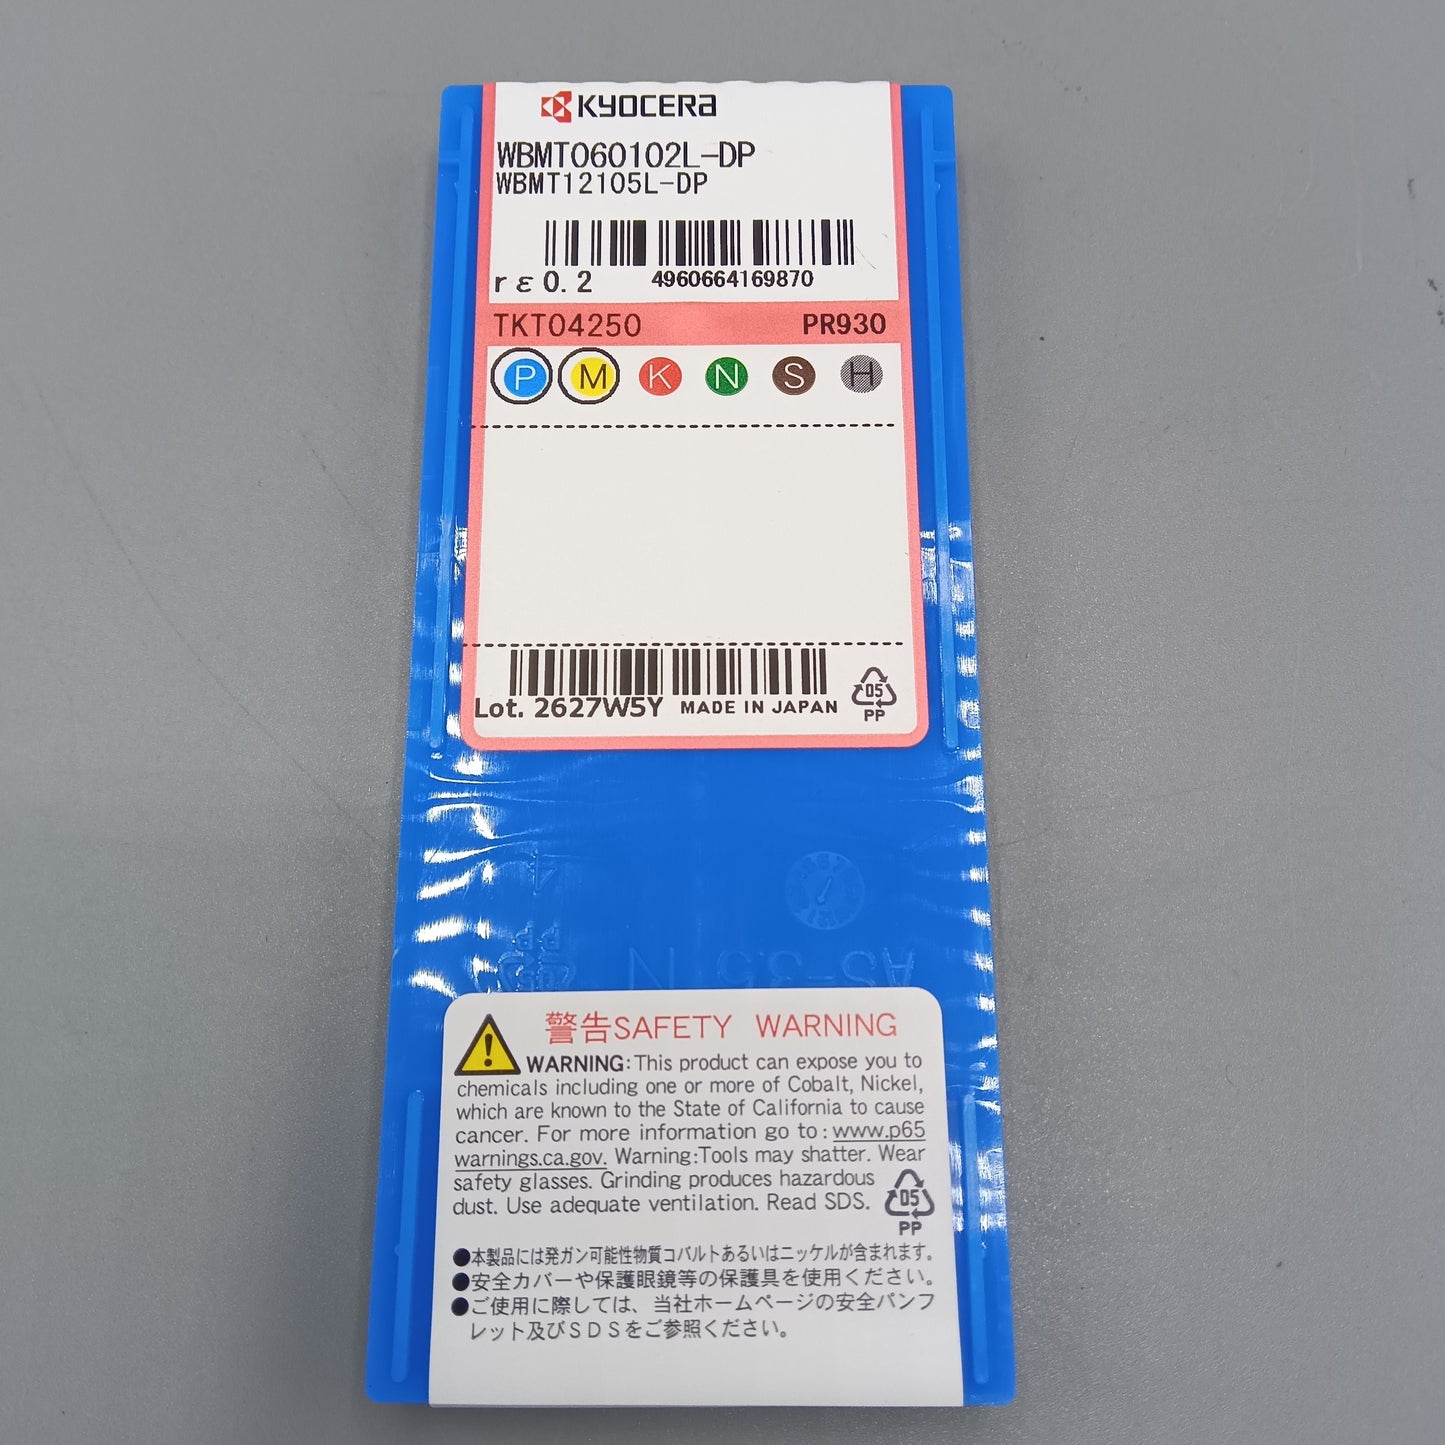 KYOCERA
WBMT060102L-DP
WBMT12105L-DP
rε0.2
4960664169870
TKT04250 PR930
P M K N S H
Lot. 2627W5Y MADE IN JAPAN
05
PP
AS-3.5 N
警告SAFETY WARNING
WARNING:This product can expose you to
chemicals including one or more of Cobalt, Nickel,
which are known to the State of California to cause
cancer. For more information go to : www.p65
warnings.ca.gov. Warning:Tools may shatter. Wear
safety glasses. Grinding produces hazardous
dust. Use adequate ventilation. Read SDS.
05
PP
●本製品には発ガン可能性物質コバルトあるいはニッケルが含まれます。
●安全カバーや保護眼鏡等の保護具を使用ください。
●ご使用に際しては、当社ホームページの安全パンフ
レット及びSDSをご参照ください。